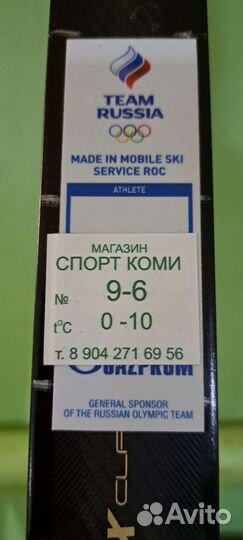 TEAM
RUSSIA
MADE IN MOBILE SKI
SERVICE ROC
ATHLETE
МАГАЗИН
СПОРТ КОМИ
№ 9-6
t°C 0 -10
т. 8 904 271 69 56
GAZPROM
GENERAL SPONSOR
OF THE RUSSIAN OLYMPIC TEAM
Avito